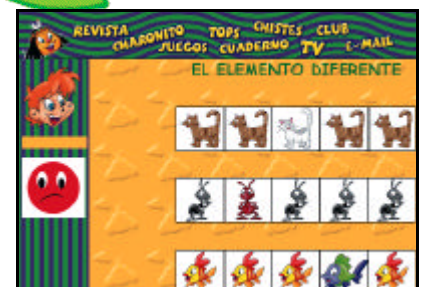 REVISTA TOPS CHISTES CLUB
CHARONITO JUEGOS CUADERNO TV E-MAIL
EL ELEMENTO DIFERENTE